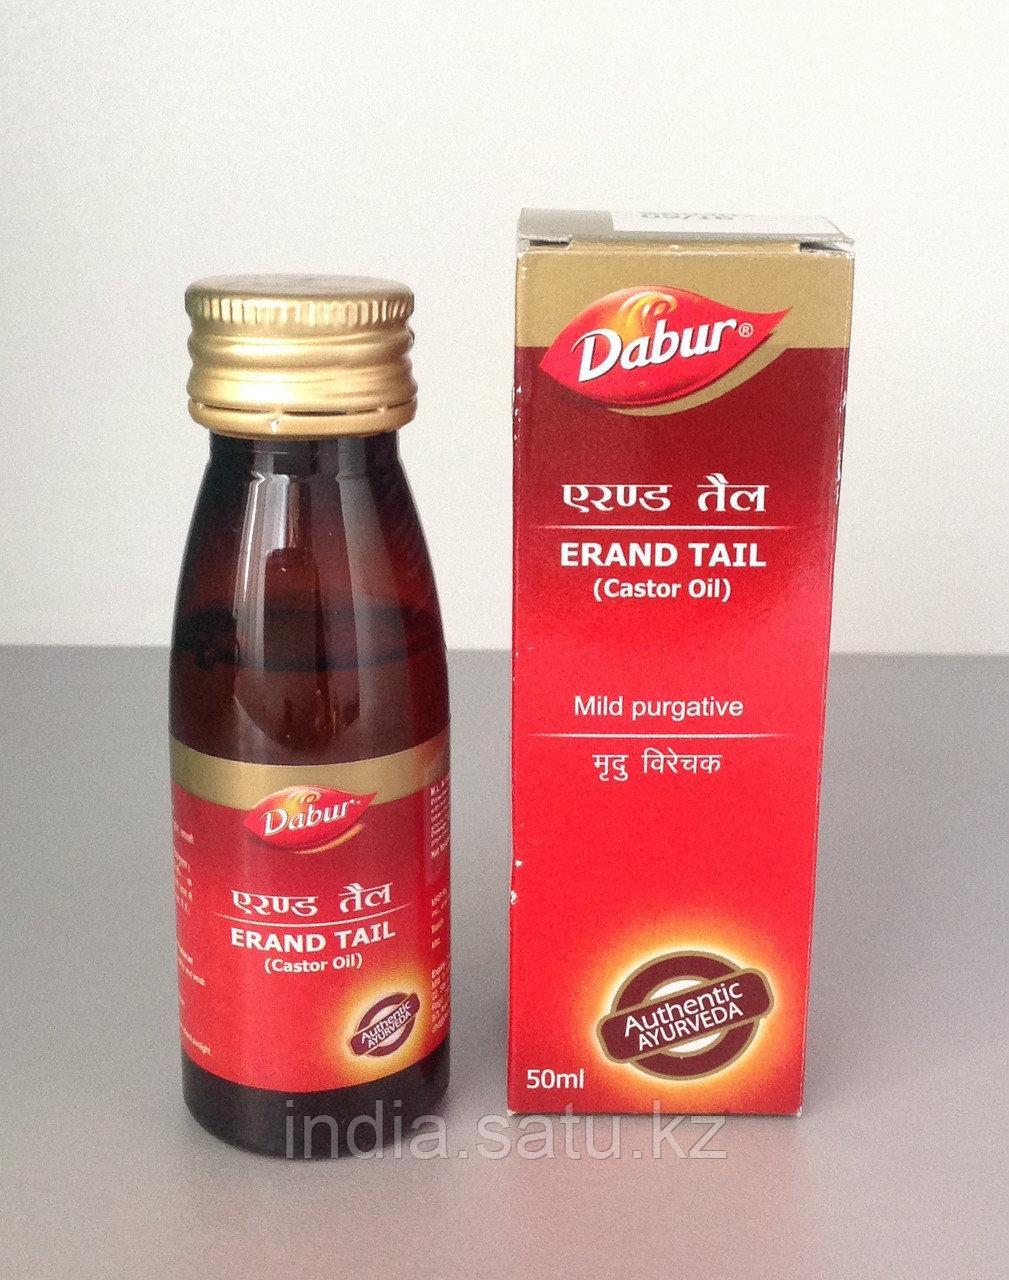 Dabur®
एरण्ड तैल
ERAND TAIL
(Castor Oil)
Mild purgative
मृदु विरेचक
Authentic
AYURVEDA
50ml
Dabur
एरण्ड तैल
ERAND TAIL
(Castor Oil)
Authentic
AYURVEDA
india.satu.kz